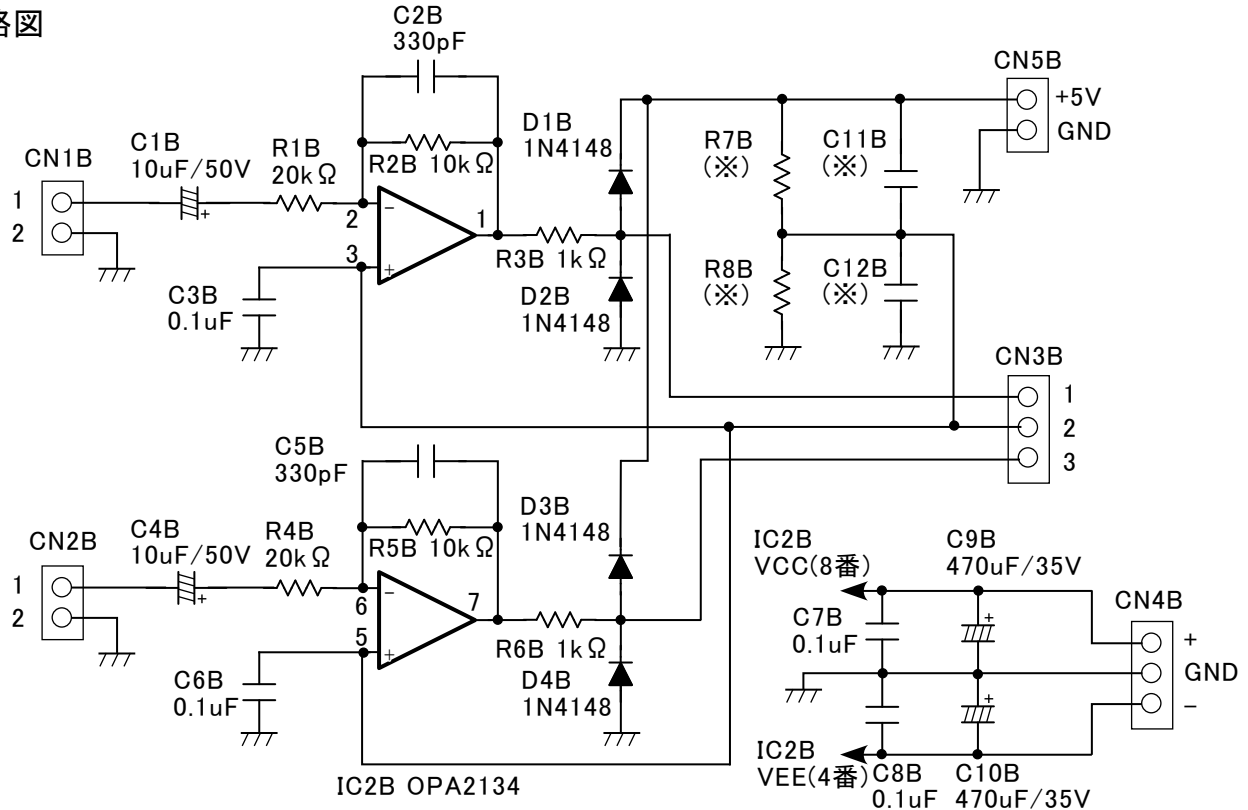 略図
C2B
330pF
CN5B
+5V
GND
D1B
1N4148
R7B
(※)
C11B
(※)
C1B
10uF/50V
R1B
20kΩ
R2B 10kΩ
CN1B
1
2
2
3
1
R3B 1kΩ
R8B
(※)
C12B
(※)
D2B
1N4148
C3B
0.1uF
CN3B
1
2
3
C5B
330pF
D3B
1N4148
C4B
10uF/50V
R4B
20kΩ
R5B 10kΩ
CN2B
1
2
6
5
7
R6B 1kΩ
D4B
1N4148
C6B
0.1uF
IC2B OPA2134
IC2B
VCC(8番)
C9B
470uF/35V
C7B
0.1uF
CN4B
+
GND
-
IC2B
VEE(4番)
C8B
0.1uF
C10B
470uF/35V